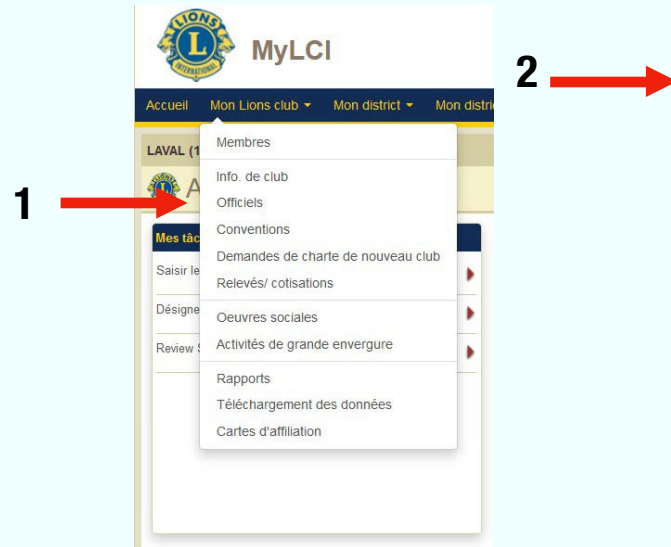 LIONS
L
INTERNATIONAL
MyLCI
2
Accueil Mon Lions club Mon district Mon distri
LAVAL (1
Membres
Info. de club
A
1
Officiels
Conventions
Mes tâc
Demandes de charte de nouveau club
Saisir le
Relevés/ cotisations
Désigne
Oeuvres sociales
Activités de grande envergure
Review S
Rapports
Téléchargement des données
Cartes d'affiliation